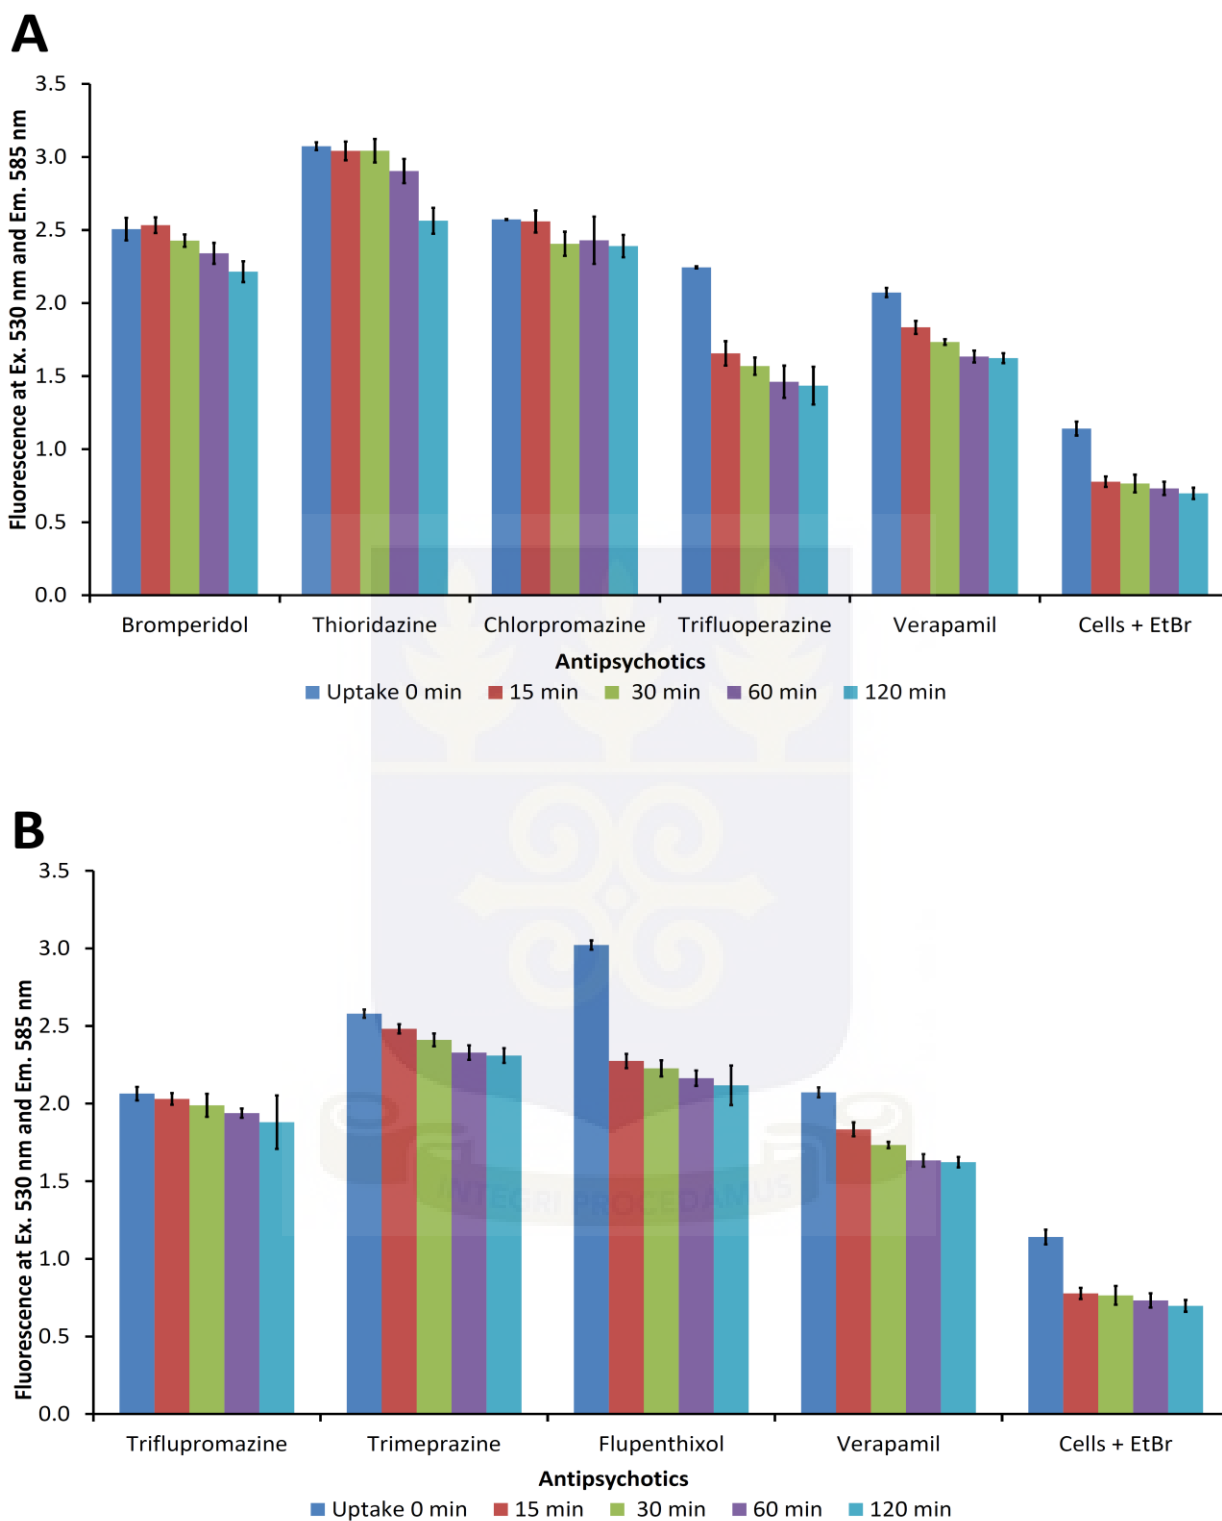 A
Fluorescence at Ex. 530 nm and Em. 585 nm
3.5
3.0
2.5
2.0
1.5
1.0
0.5
0.0
Bromperidol Thioridazine Chlorpromazine Trifluoperazine Verapamil Cells + EtBr
Antipsychotics
Uptake 0 min 15 min 30 min 60 min 120 min
B
Fluorescence at Ex. 530 nm and Em. 585 nm
3.5
3.0
2.5
2.0
1.5
1.0
0.5
0.0
INTEGRI PROCEDAMUS
Triflupromazine Trimeprazine Flupenthixol Verapamil Cells + EtBr
Antipsychotics
Uptake 0 min 15 min 30 min 60 min 120 min